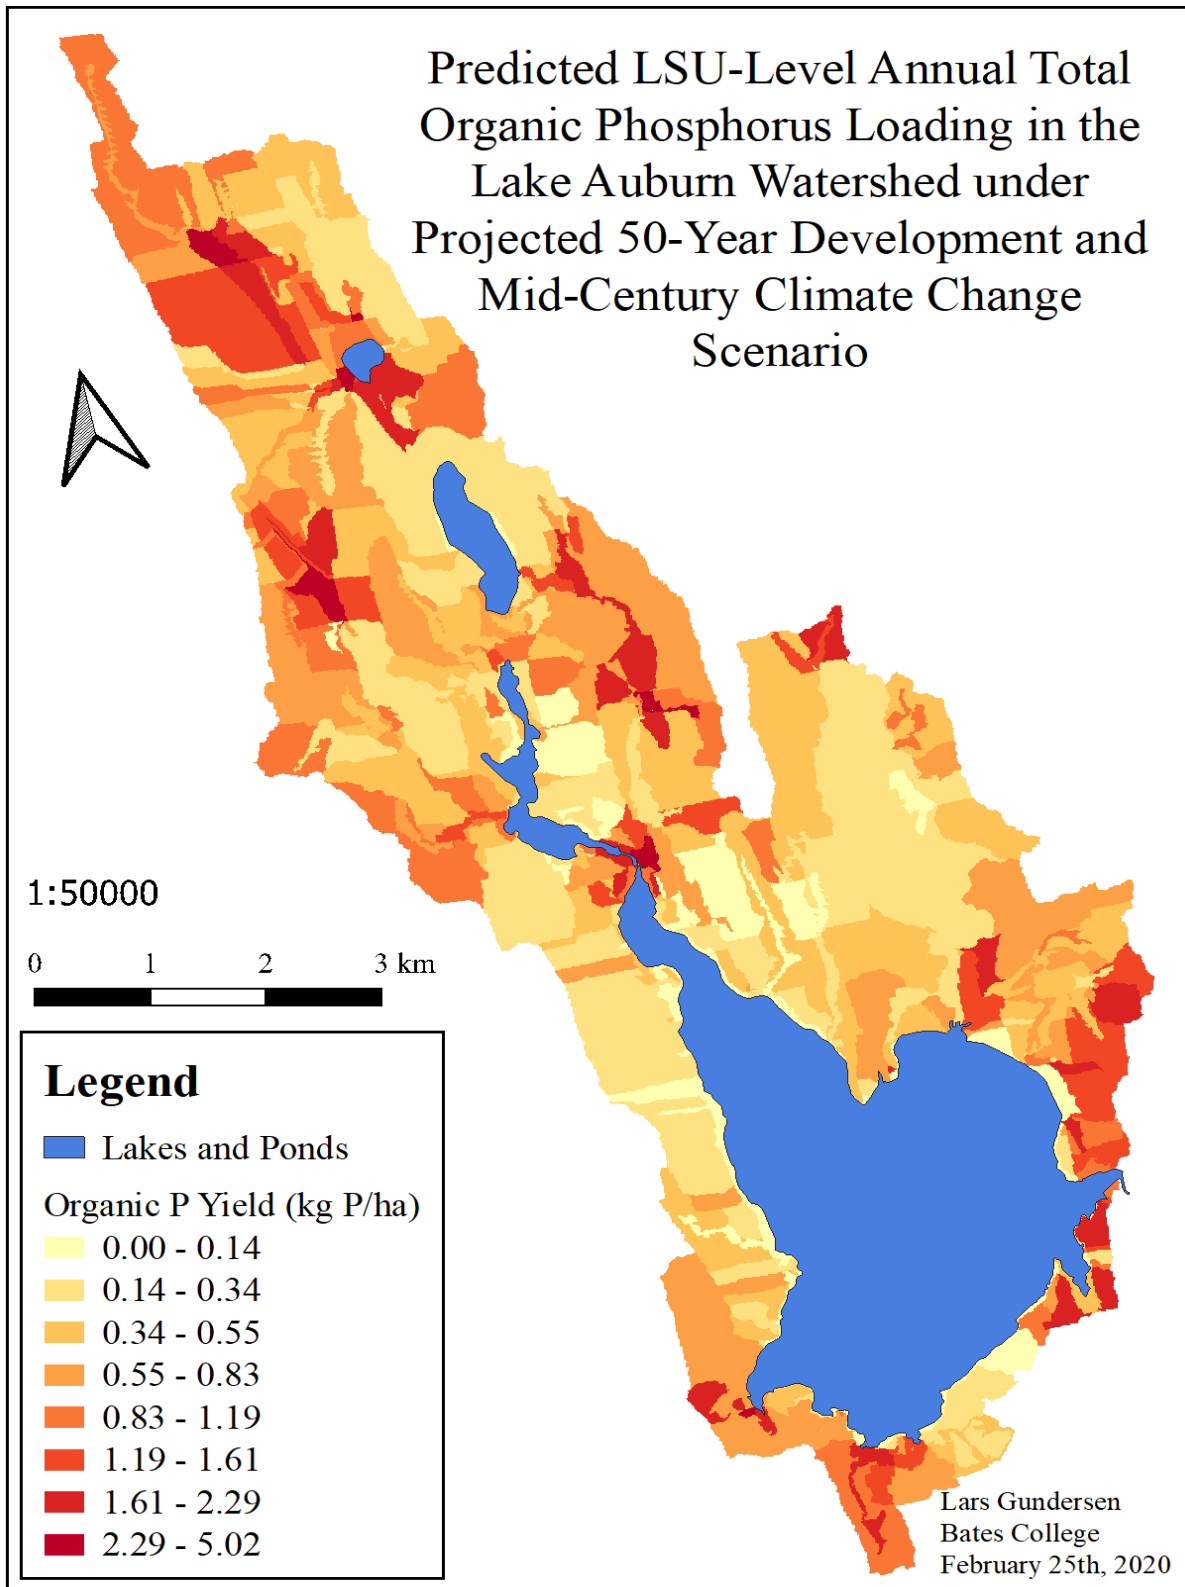 Predicted LSU-Level Annual Total
Organic Phosphorus Loading in the
Lake Auburn Watershed under
Projected 50-Year Development and
Mid-Century Climate Change
Scenario
1:50000
0 1 2 3 km
Legend
Lakes and Ponds
Organic P Yield (kg P/ha)
0.00 - 0.14
0.14 - 0.34
0.34 - 0.55
0.55 - 0.83
0.83 - 1.19
1.19 - 1.61
1.61 - 2.29
2.29 - 5.02
Lars Gundersen
Bates College
February 25th, 2020